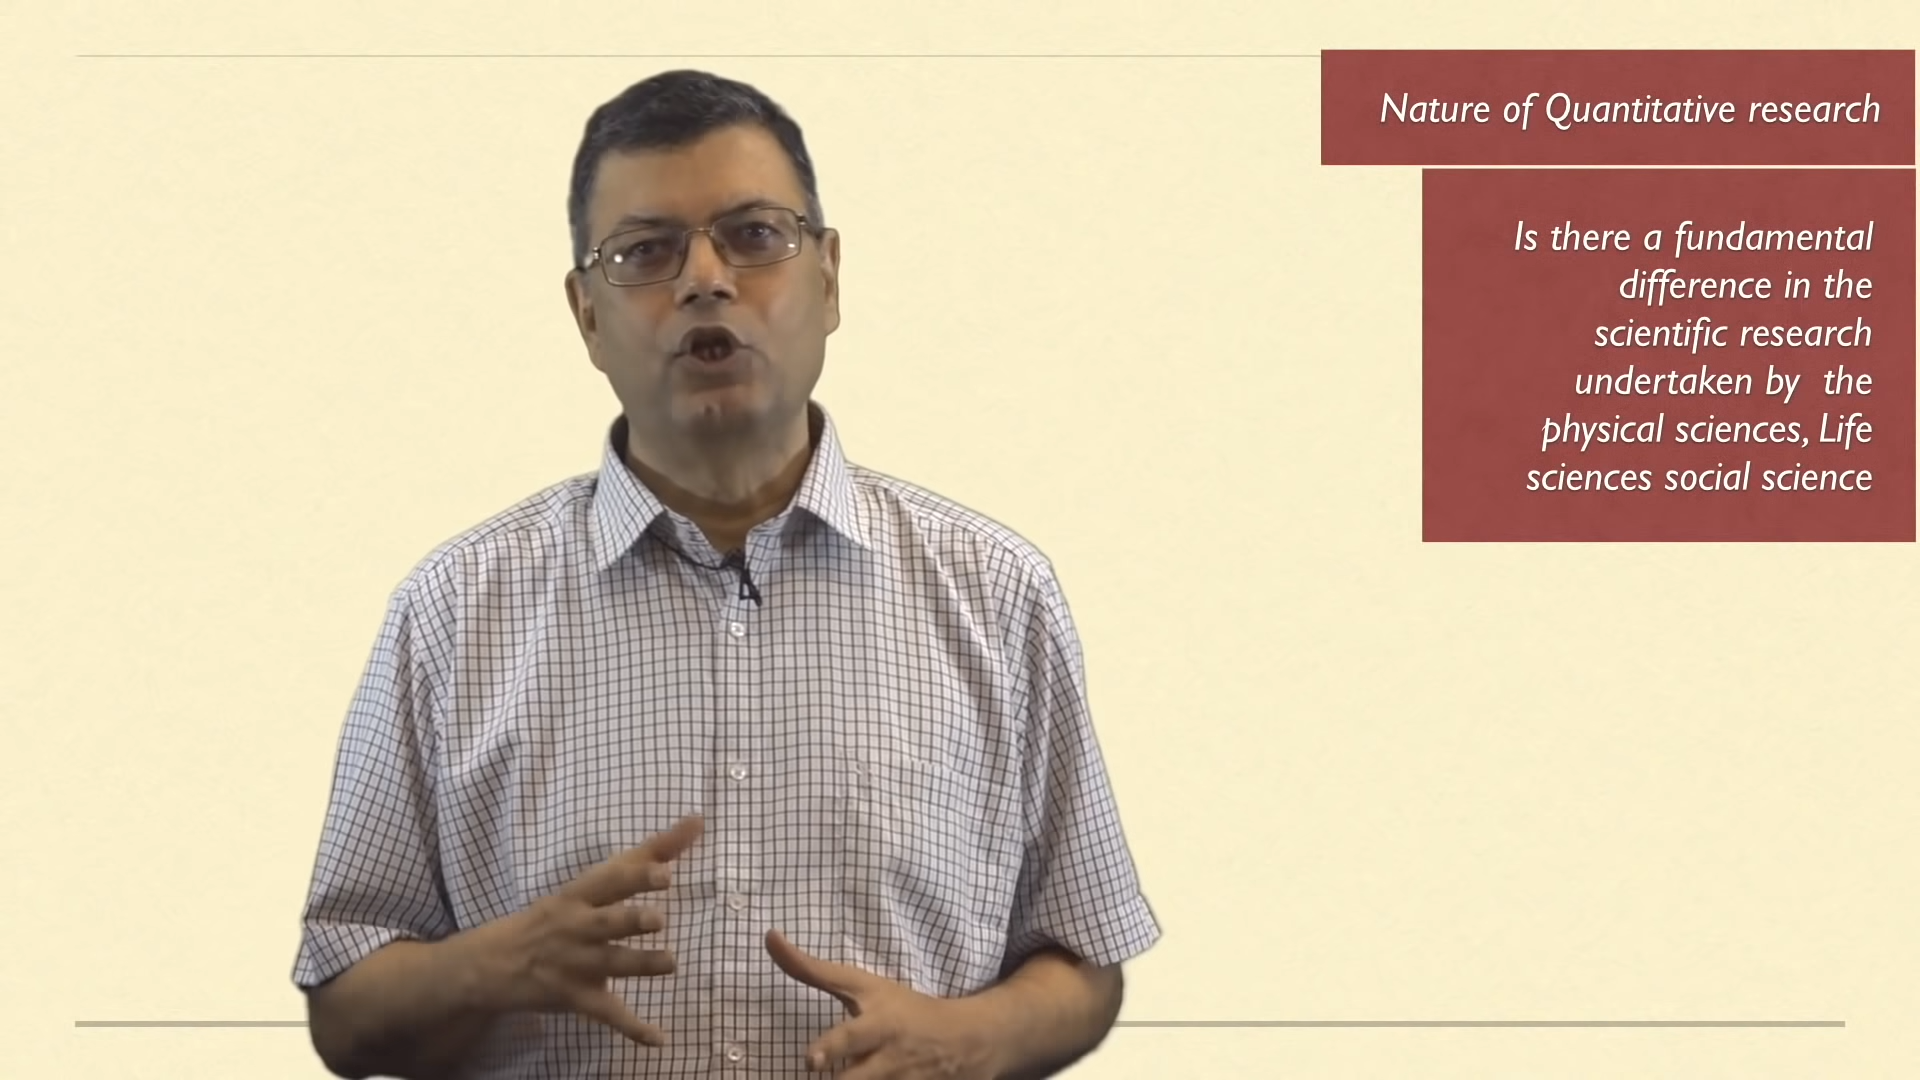 Nature of Quantitative research
Is there a fundamental
difference in the
scientific research
undertaken by  the
physical sciences, Life
sciences social science